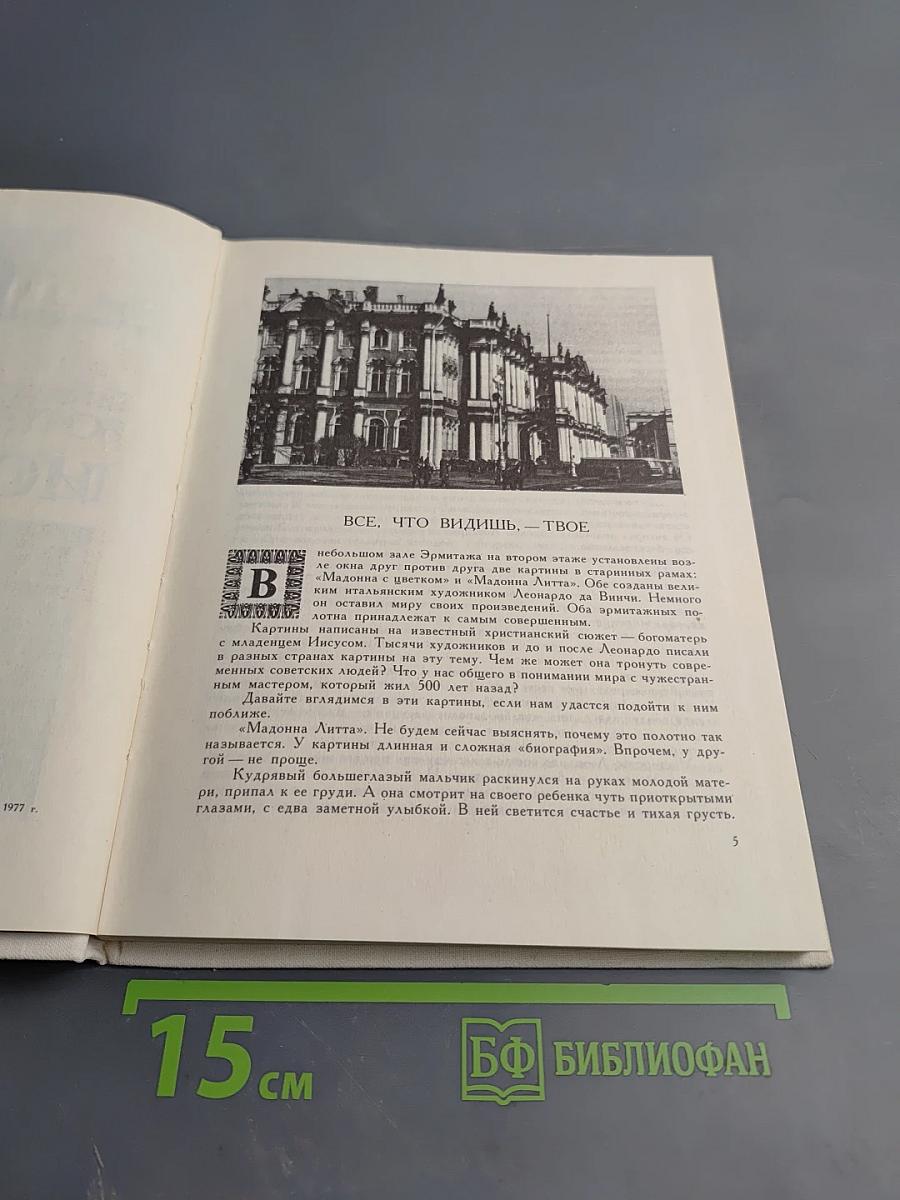 1977 г.
ВСЕ, ЧТО ВИДИШЬ, — ТВОЕ
В небольшом зале Эрмитажа на втором этаже установлены воз-
ле окна друг против друга две картины в старинных рамах:
«Мадонна с цветком» и «Мадонна Литта». Обе созданы вели-
ким итальянским художником Леонардо да Винчи. Немного
он оставил миру своих произведений. Оба эрмитажных по-
лотна принадлежат к самым совершенным.
Картины написаны на известный христианский сюжет — богоматерь
с младенцем Иисусом. Тысячи художников и до и после Леонардо писали
в разных странах картины на эту тему. Чем же может она тронуть совре-
менных советских людей? Что у нас общего в понимании мира с чужестран-
ным мастером, который жил 500 лет назад?
Давайте вглядимся в эти картины, если нам удастся подойти к ним
поближе.
«Мадонна Литта». Не будем сейчас выяснять, почему это полотно так
называется. У картины длинная и сложная «биография». Впрочем, у дру-
гой — не проще.
Кудрявый большеглазый мальчик раскинулся на руках молодой мате-
ри, припал к ее груди. А она смотрит на своего ребенка чуть приоткрытыми
глазами, с едва заметной улыбкой. В ней светится счастье и тихая грусть.
5
15 см
БФ БИБЛИОФАН